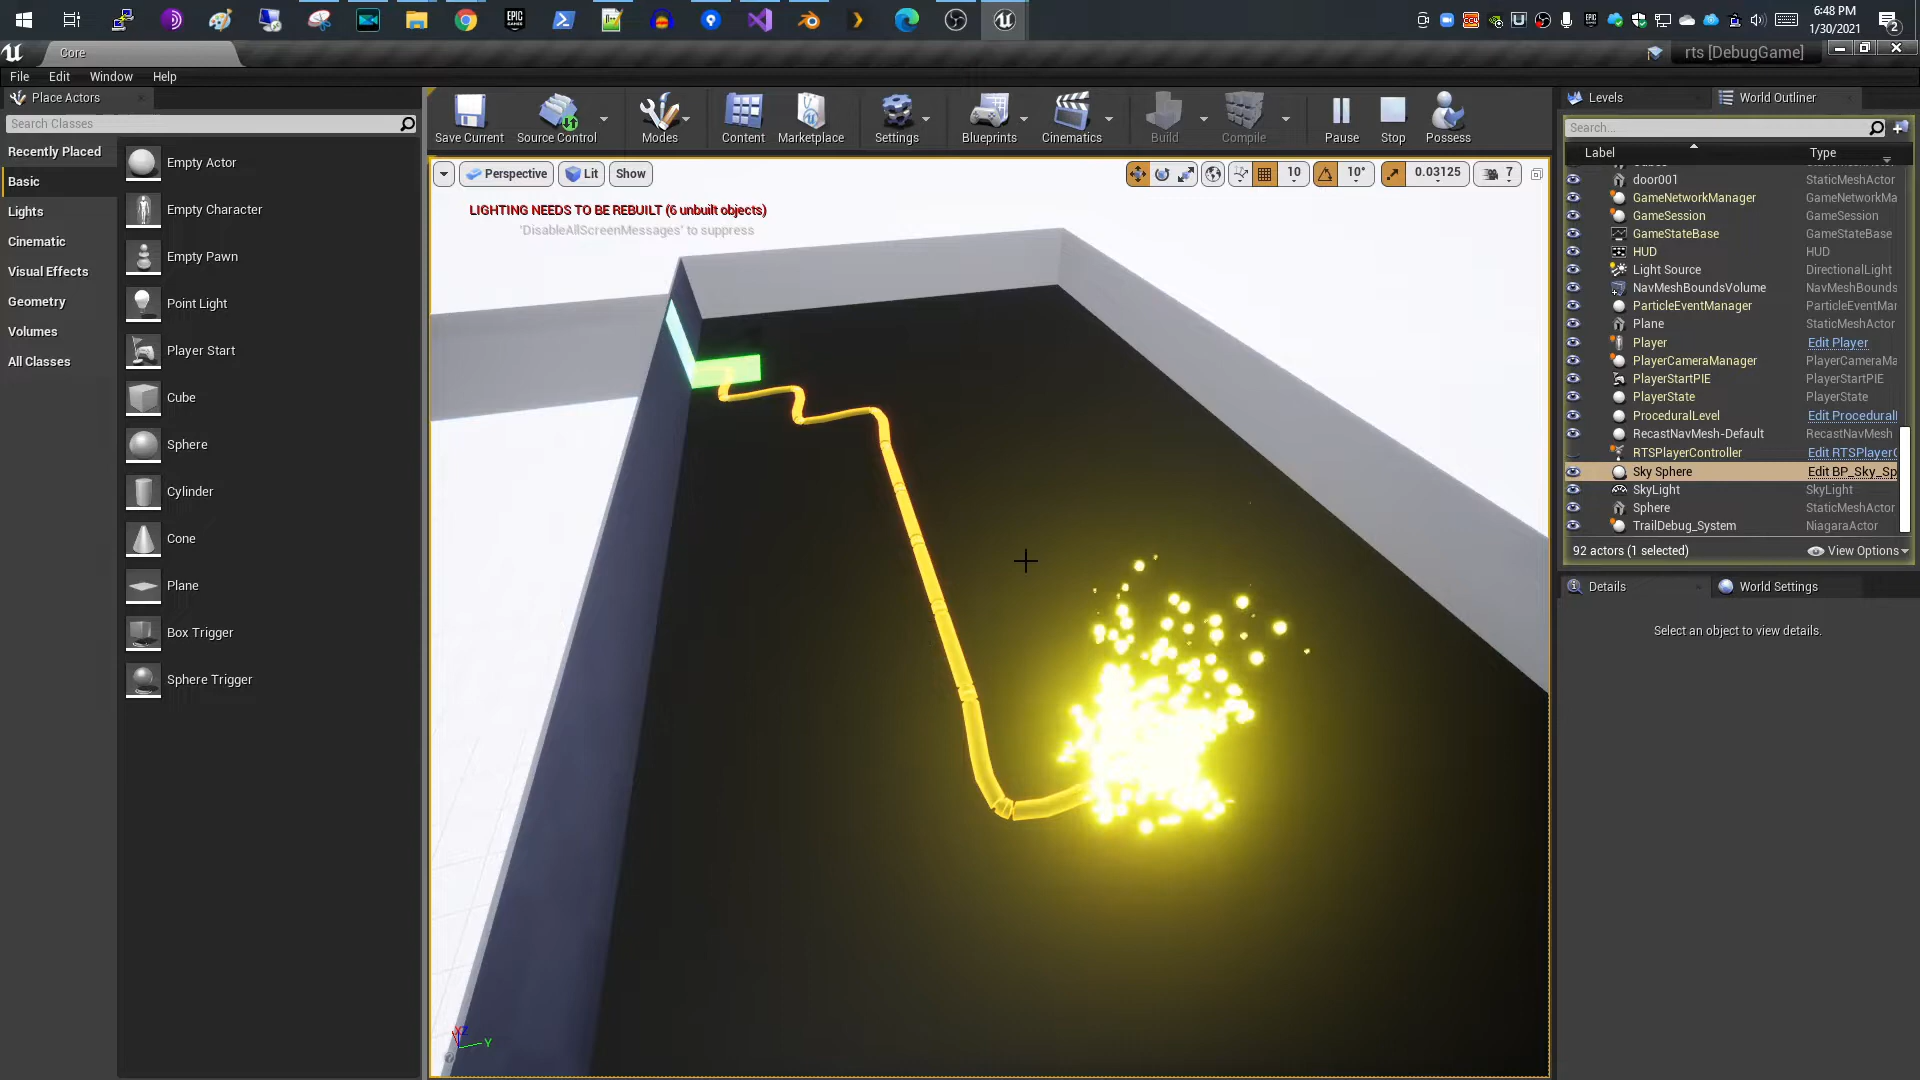 6:48 PM
1/30/2021
2
Core
rts [DebugGame]
File Edit Window Help
Place Actors
Search Classes
Recently Placed
Basic
Lights
Cinematic
Visual Effects
Geometry
Volumes
All Classes
Empty Actor
Empty Character
Empty Pawn
Point Light
Player Start
Cube
Sphere
Cylinder
Cone
Plane
Box Trigger
Sphere Trigger
Save Current
Source Control
Modes
Content
Marketplace
Settings
Blueprints
Cinematics
Build
Compile
Pause
Stop
Possess
Perspective
Lit
Show
10
10°
0.03125
7
LIGHTING NEEDS TO BE REBUILT (6 unbuilt objects)
'DisableAllScreenMessages' to suppress
X Z
Y
Levels
World Outliner
Search...
Label Type
door001 StaticMeshActor
GameNetworkManager GameNetworkMa
GameSession GameSession
GameStateBase GameStateBase
HUD HUD
Light Source DirectionalLight
NavMeshBoundsVolume NavMeshBounds
ParticleEventManager ParticleEventMar
Plane StaticMeshActor
Player Edit Player
PlayerCameraManager PlayerCameraMa
PlayerStartPIE PlayerStartPIE
PlayerState PlayerState
ProceduralLevel Edit Procedurall
RecastNavMesh-Default RecastNavMesh
RTSPlayerController Edit RTSPlayerC
Sky Sphere Edit BP_Sky_Sp
SkyLight SkyLight
Sphere StaticMeshActor
TrailDebug_System NiagaraActor
92 actors (1 selected)
View Options
Details
World Settings
Select an object to view details.